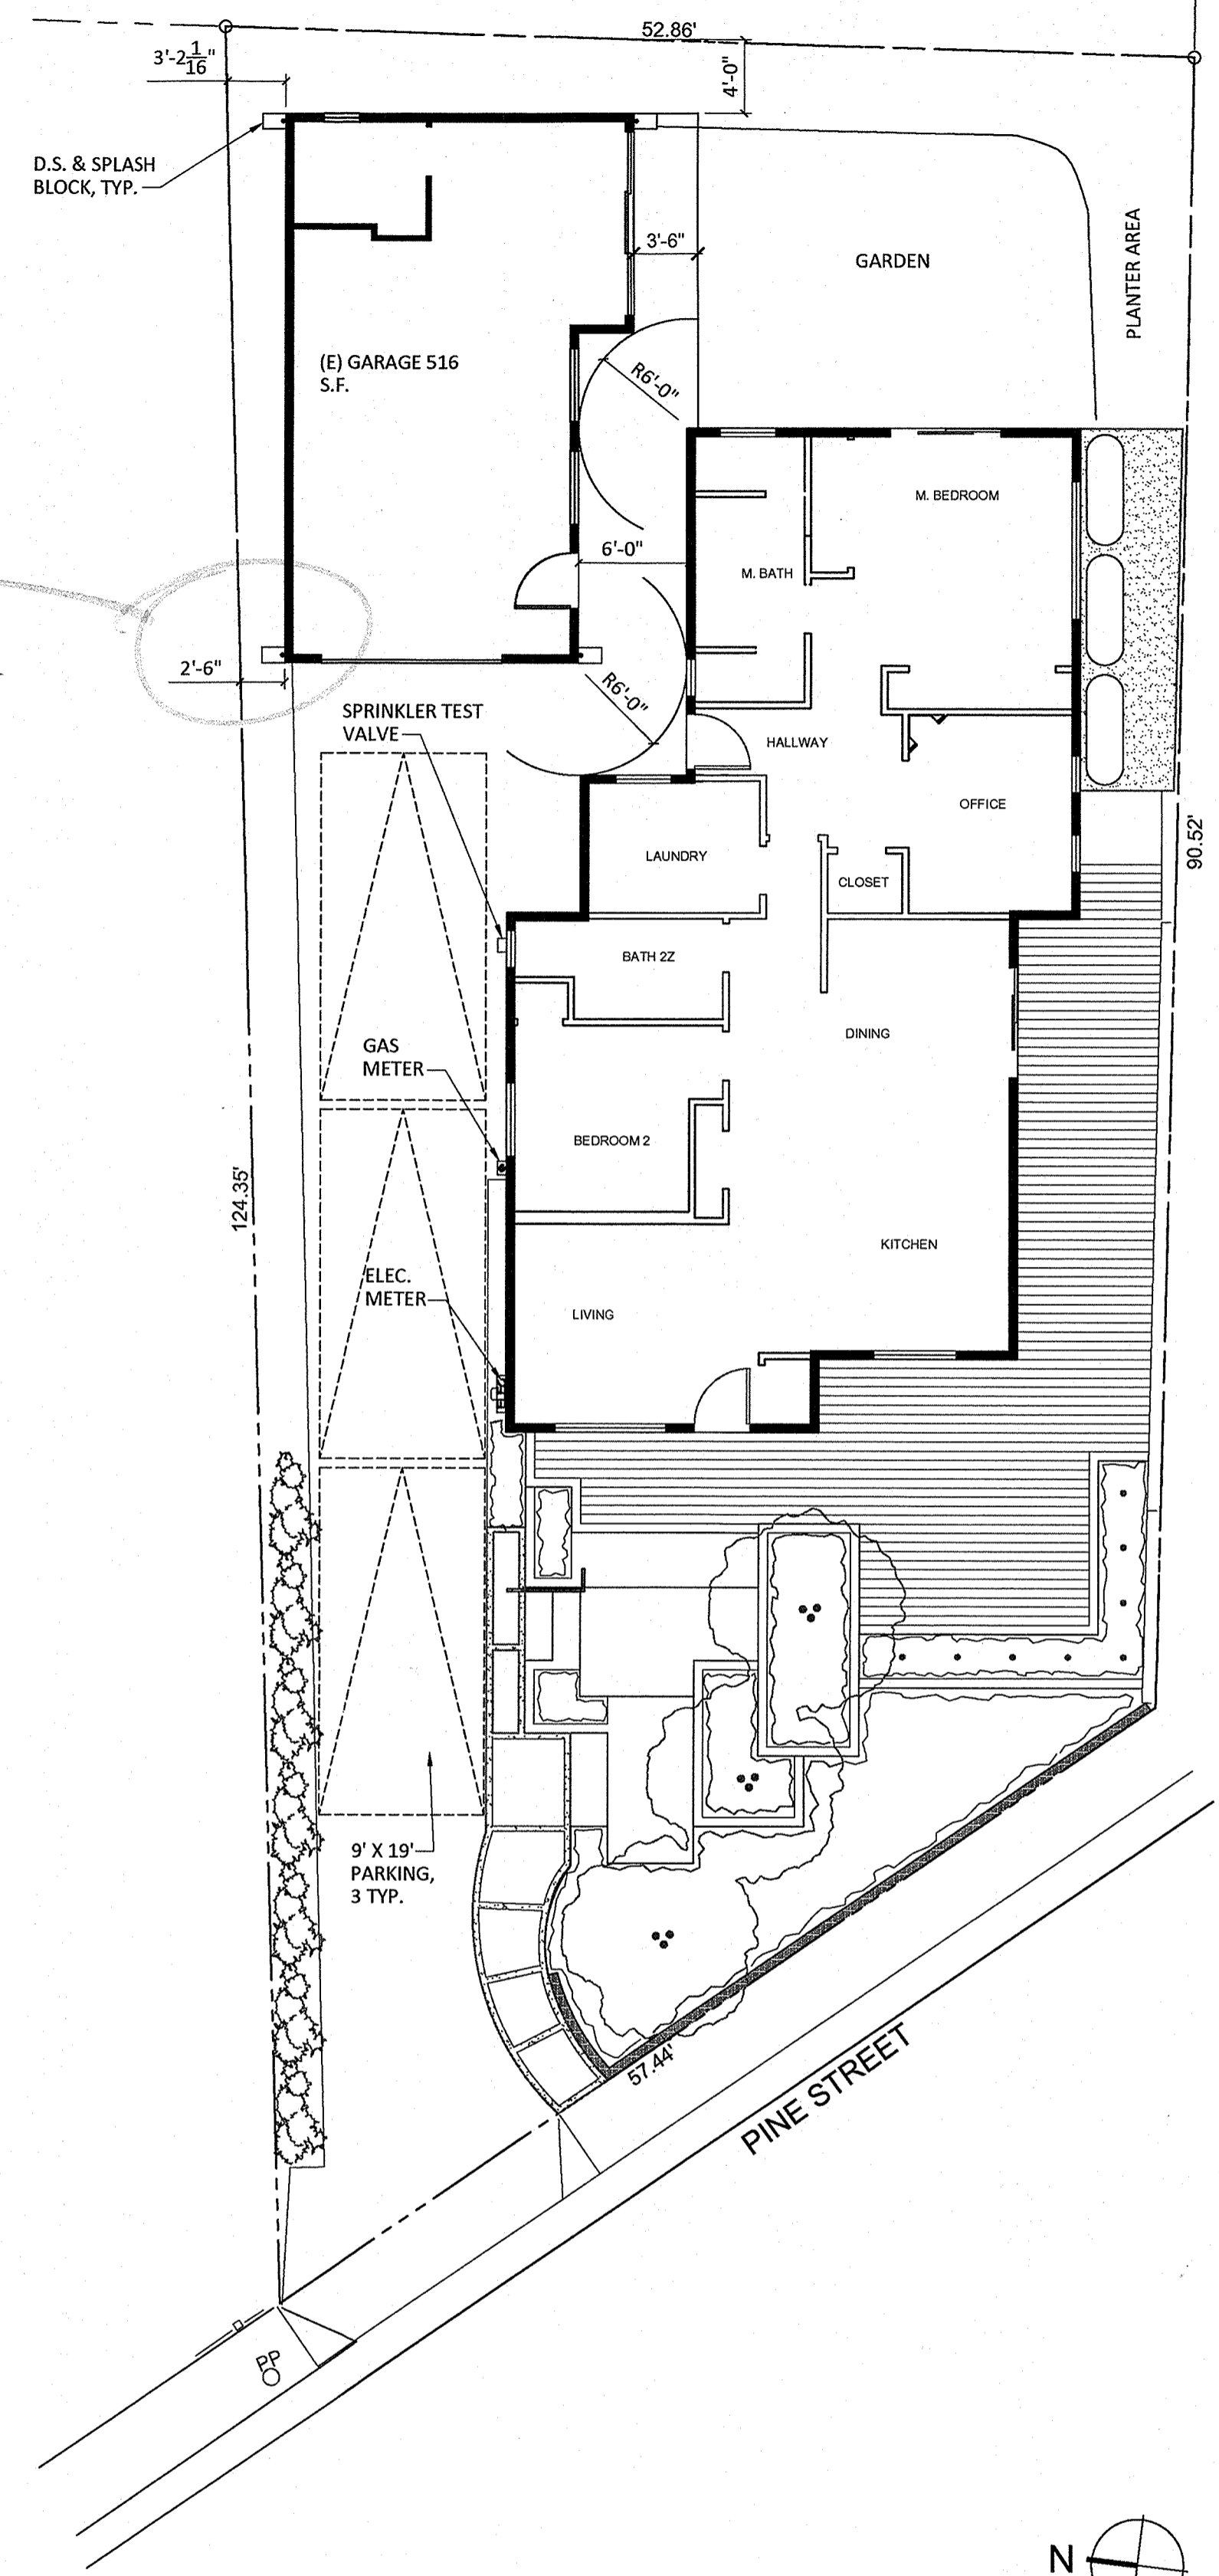 52.86'
3'-2 1/16"
4'-0"
D.S. & SPLASH
BLOCK, TYP.
3'-6"
GARDEN
PLANTER AREA
(E) GARAGE 516
S.F.
R6'-0"
M. BEDROOM
6'-0"
M. BATH
2'-6"
R6'-0"
SPRINKLER TEST
VALVE
HALLWAY
OFFICE
90.52'
LAUNDRY
CLOSET
BATH 2Z
DINING
GAS
METER
BEDROOM 2
124.35'
KITCHEN
ELEC.
METER
LIVING
9' X 19'
PARKING,
3 TYP.
57.44'
PINE STREET
PP
N